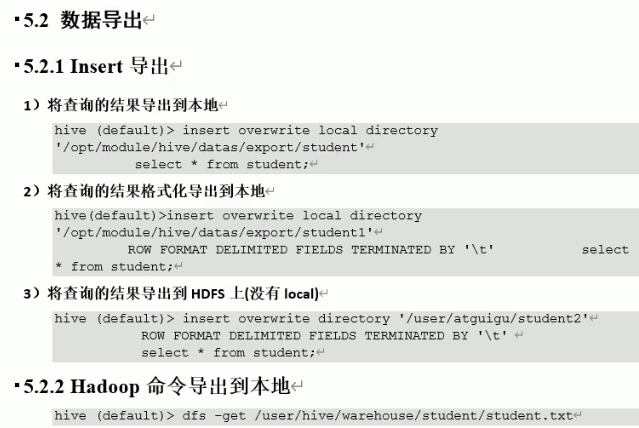 5.2 数据导出
5.2.1 Insert 导出
1）将查询的结果导出到本地
hive (default)> insert overwrite local directory
'/opt/module/hive/datas/export/student'
select * from student;
2）将查询的结果格式化导出到本地
hive(default)>insert overwrite local directory
'/opt/module/hive/datas/export/student1'
ROW FORMAT DELIMITED FIELDS TERMINATED BY '\t' select
* from student;
3）将查询的结果导出到 HDFS 上(没有 local)
hive (default)> insert overwrite directory '/user/atguigu/student2'
ROW FORMAT DELIMITED FIELDS TERMINATED BY '\t'
select * from student;
5.2.2 Hadoop 命令导出到本地
hive (default)> dfs -get /user/hive/warehouse/student/student.txt